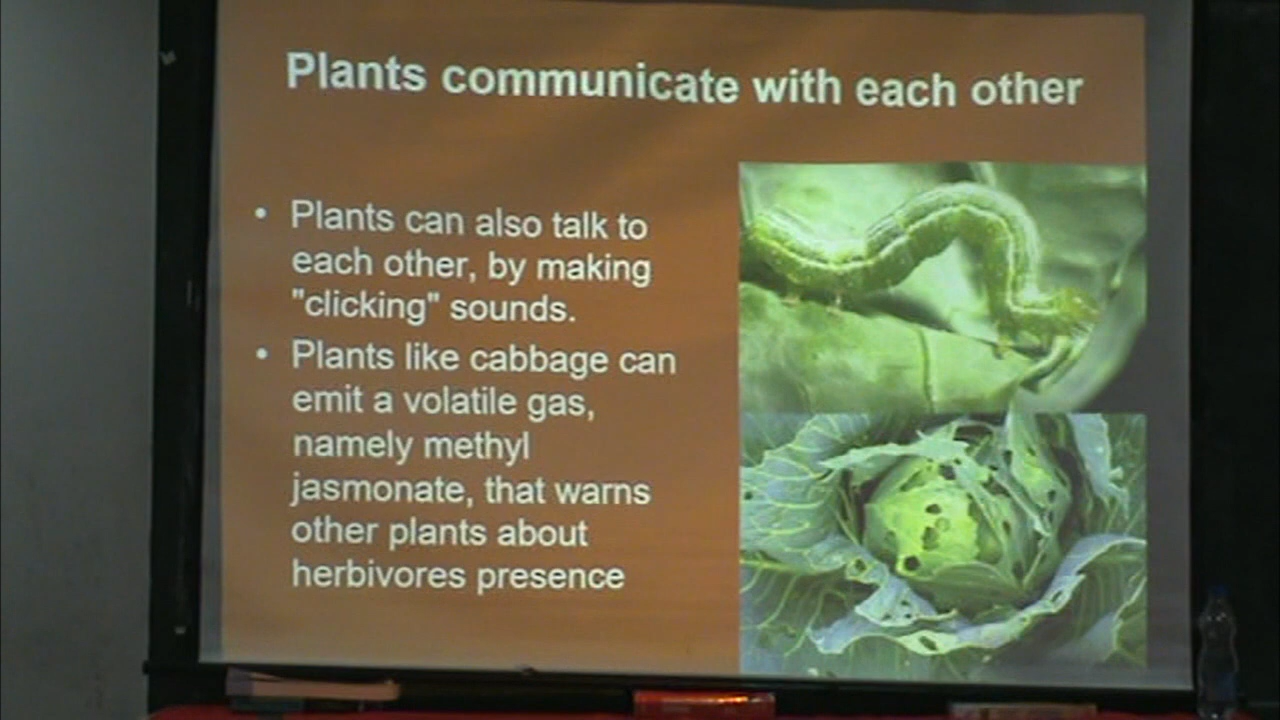 Plants communicate with each other
• Plants can also talk to
each other, by making
"clicking" sounds.
• Plants like cabbage can
emit a volatile gas,
namely methyl
jasmonate, that warns
other plants about
herbivores presence